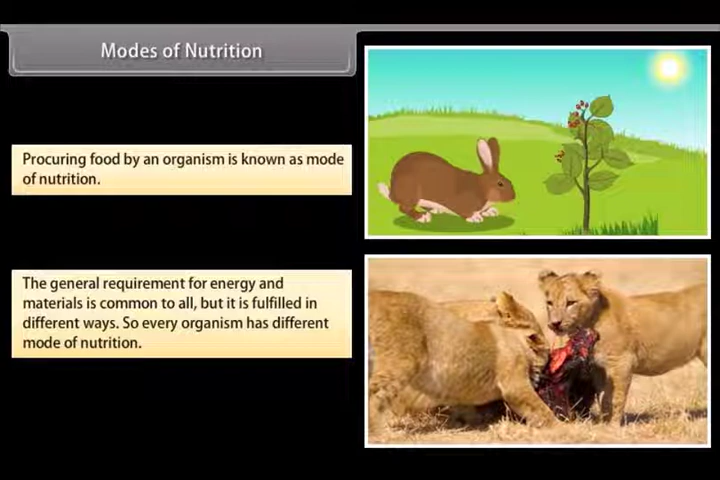 Modes of Nutrition
Procuring food by an organism is known as mode
of nutrition.
The general requirement for energy and
materials is common to all, but it is fulfilled in
different ways. So every organism has different
mode of nutrition.